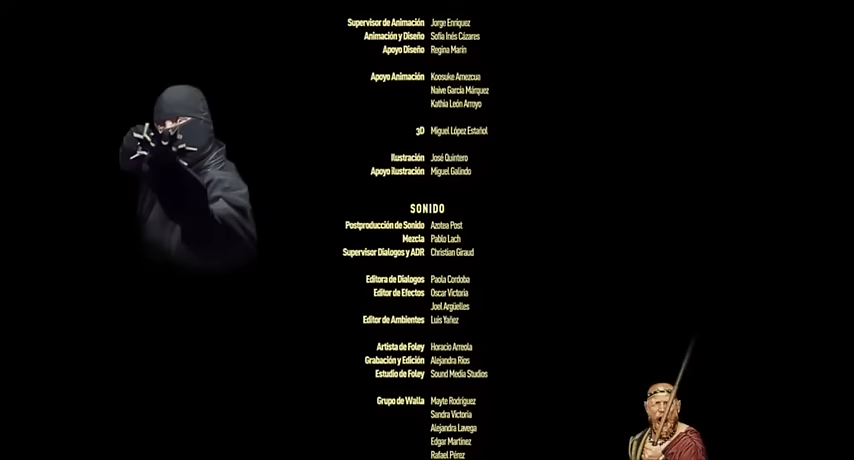 Supervisor de Animación Jorge Enríquez
Animación y Diseño Sofía Inés Cázares
Apoyo Diseño Regina Marín
Apoyo Animación Koosuke Amezcua
Naive García Márquez
Kathia León Arroyo
3D Miguel López Estañol
Ilustración José Quintero
Apoyo ilustración Miguel Galindo
SONIDO
Postproducción de Sonido Azotea Post
Mezcla Pablo Lach
Supervisor Dialogos y ADR Christian Giraud
Editora de Dialogos Paola Cordoba
Editor de Efectos Oscar Victoria
Joel Argüelles
Editor de Ambientes Luis Yañez
Artista de Foley Horacio Arreola
Grabación y Edición Alejandra Rios
Estudio de Foley Sound Media Studios
Grupo de Walla Mayte Rodríguez
Sandra Victoria
Alejandra Lavega
Edgar Martínez
Rafael Pérez